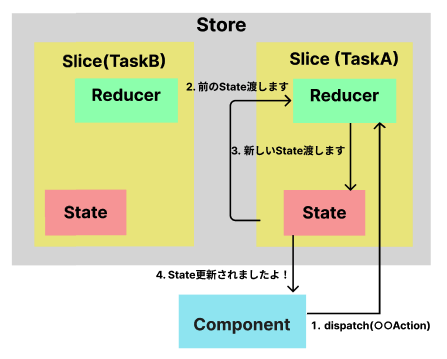 Store
Slice(TaskB)
Slice (TaskA)
Reducer
2. 前のState渡します
Reducer
3. 新しいState渡します
State
State
4. State更新されましたよ！
Component
1. dispatch(〇〇Action)